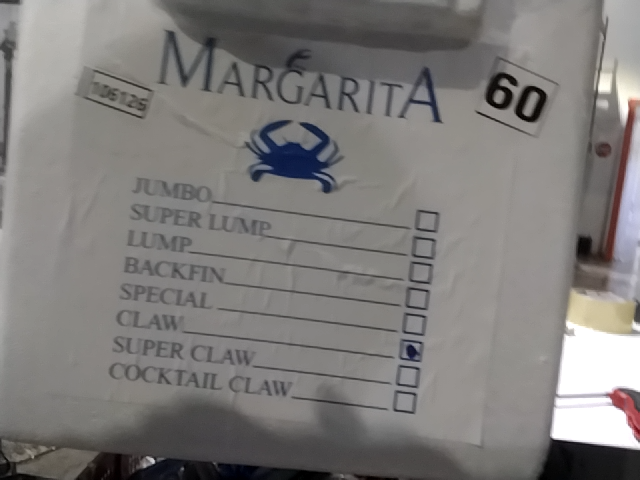 MARGARITA
106126
60
JUMBO
SUPER LUMP
LUMP
BACKFIN
SPECIAL
CLAW
SUPER CLAW
COCKTAIL CLAW